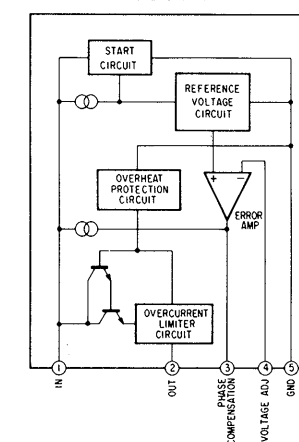 START
CIRCUIT
REFERENCE
VOLTAGE
CIRCUIT
OVERHEAT
PROTECTION
CIRCUIT
+ −
ERROR
AMP
OVERCURRENT
LIMITER
CIRCUIT
1 2 3 4 5
IN
OUT
PHASE
COMPENSATION
VOLTAGE ADJ
GND